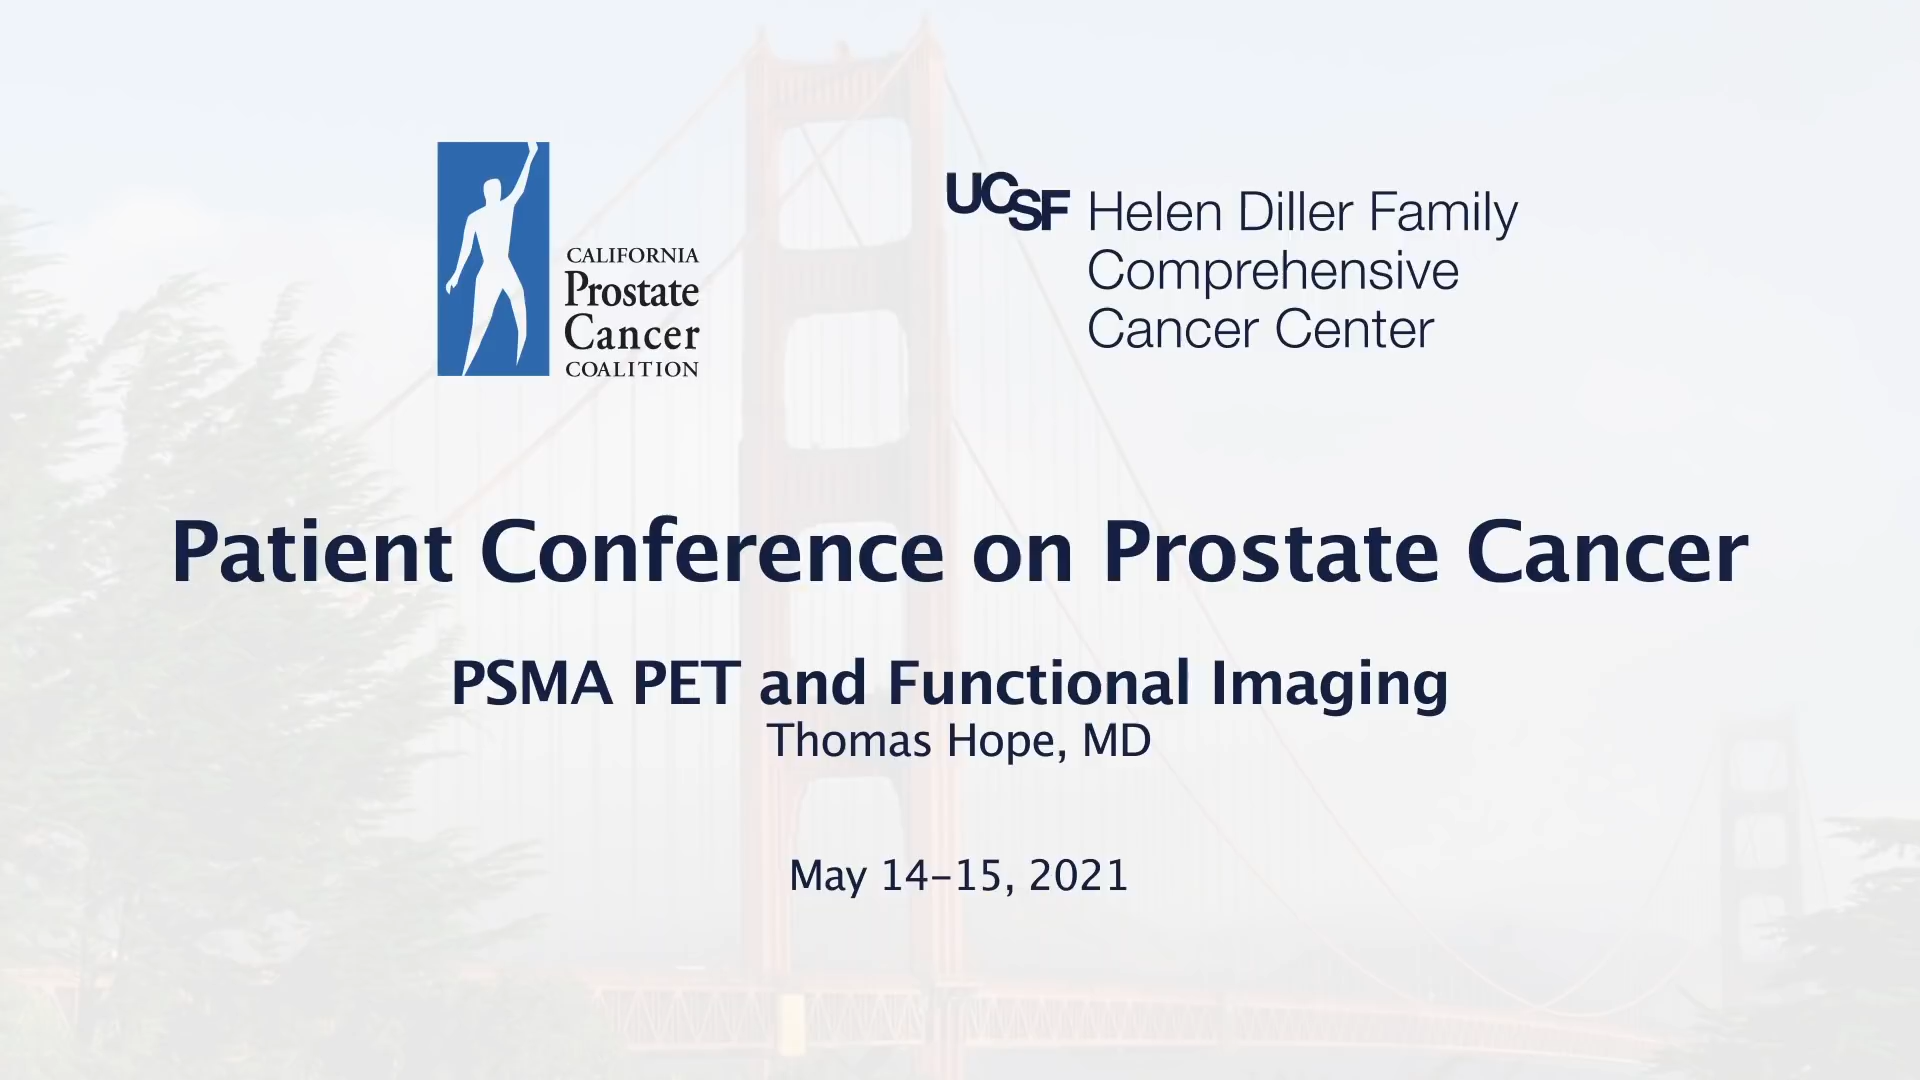 CALIFORNIA
Prostate
Cancer
COALITION
UCSF Helen Diller Family
Comprehensive
Cancer Center
Patient Conference on Prostate Cancer
PSMA PET and Functional Imaging
Thomas Hope, MD
May 14–15, 2021